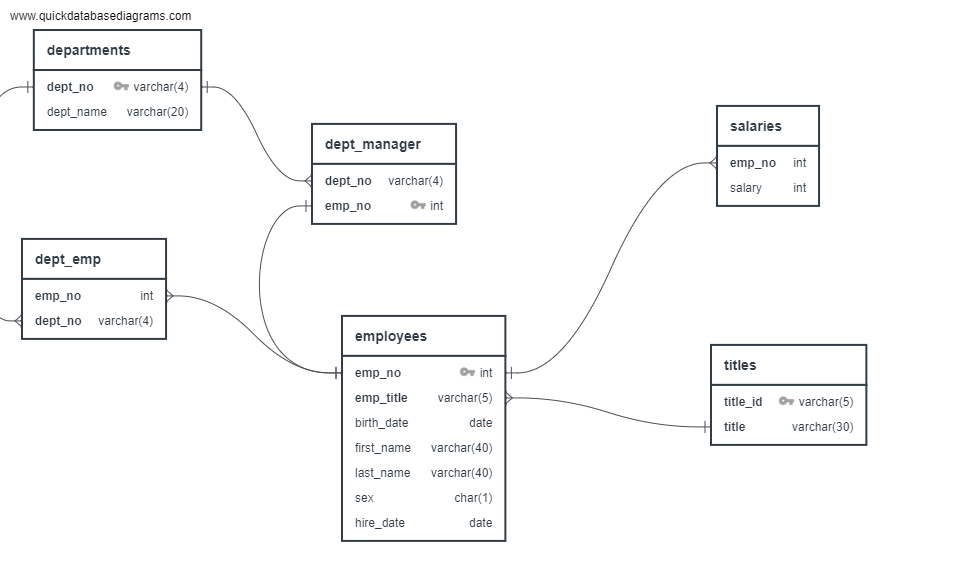 www.quickdatabasediagrams.com
departments
dept_no varchar(4)
dept_name varchar(20)
dept_manager
dept_no varchar(4)
emp_no int
salaries
emp_no int
salary int
dept_emp
emp_no int
dept_no varchar(4)
employees
emp_no int
emp_title varchar(5)
birth_date date
first_name varchar(40)
last_name varchar(40)
sex char(1)
hire_date date
titles
title_id varchar(5)
title varchar(30)